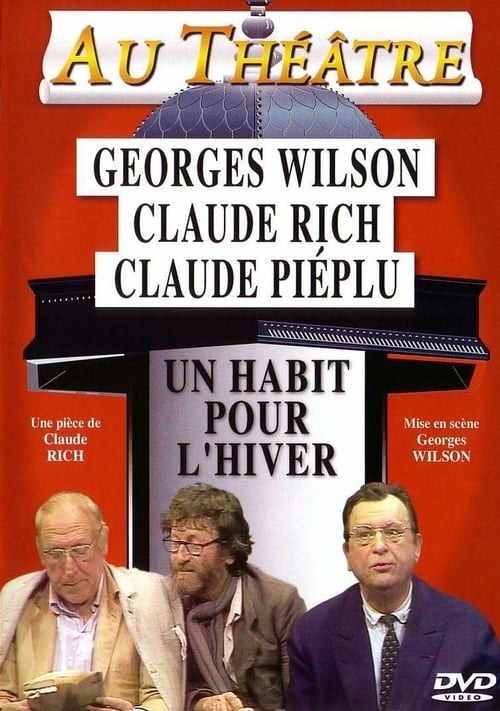 AU THÉÂTRE
GEORGES WILSON
CLAUDE RICH
CLAUDE PIÉPLU
UN HABIT
POUR
L'HIVER
Une pièce de
Claude
RICH
Mise en scène
Georges
WILSON
DVD
VIDEO